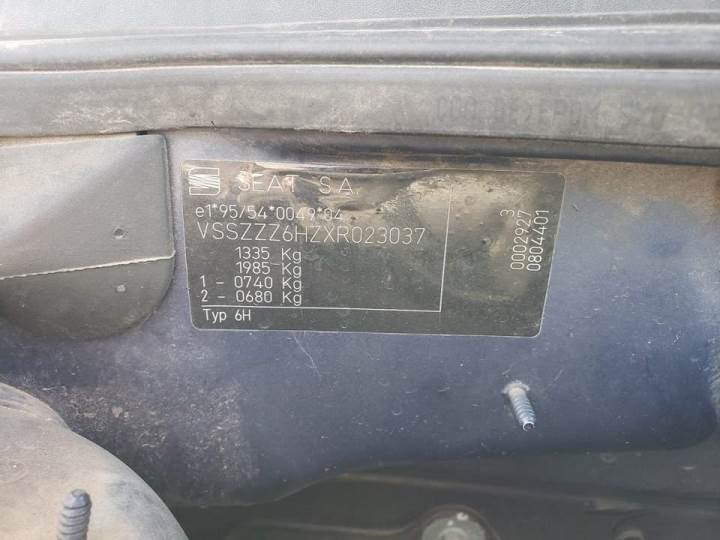 SEAT S.A.
e1*95/54*0049*04
VSSZZZ6HZXR023037
1335 Kg
1985 Kg
1 - 0740 Kg
2 - 0680 Kg
Typ 6H
3
0002927
0804401